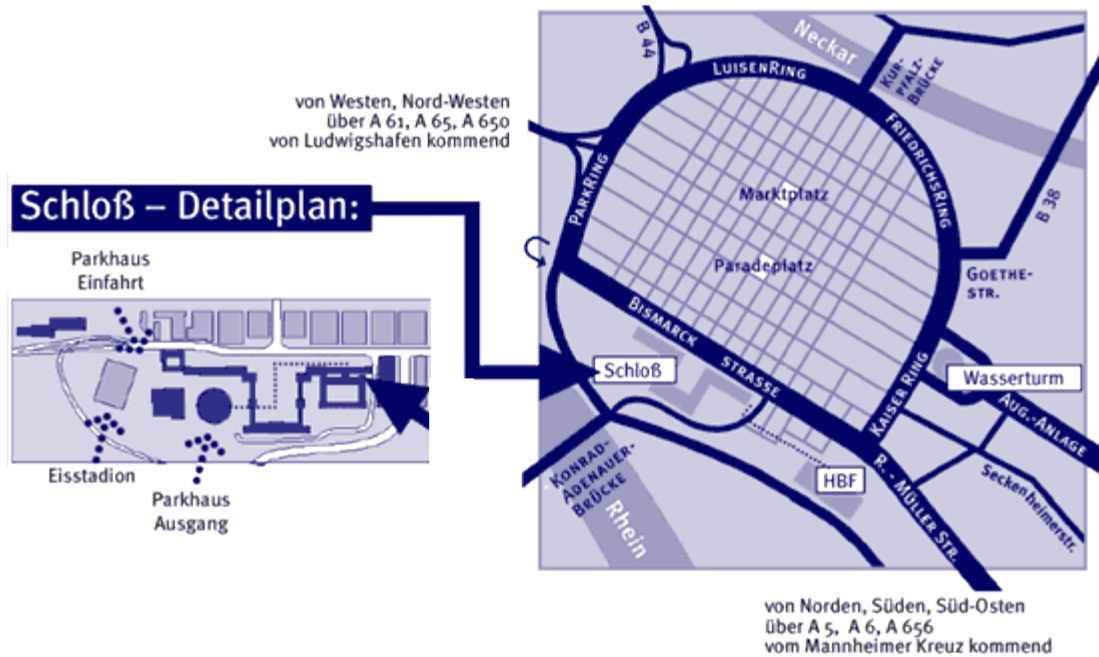 von Westen, Nord-Westen
über A 61, A 65, A 650
von Ludwigshafen kommend
Schloß – Detailplan:
Parkhaus
Einfahrt
Eisstadion
Parkhaus
Ausgang
B 44
Neckar
LuisenRing
Kur-
pfalz-
Brücke
FriedrichsRing
ParkRing
Marktplatz
B 38
Paradeplatz
Goethe-
str.
Bismarck Strasse
Schloß
Kaiser Ring
Wasserturm
Aug.-Anlage
Konrad-
Adenauer-
Brücke
HBF
R. - Müller Str.
Seckenheimerstr.
Rhein
von Norden, Süden, Süd-Osten
über A 5, A 6, A 656
vom Mannheimer Kreuz kommend